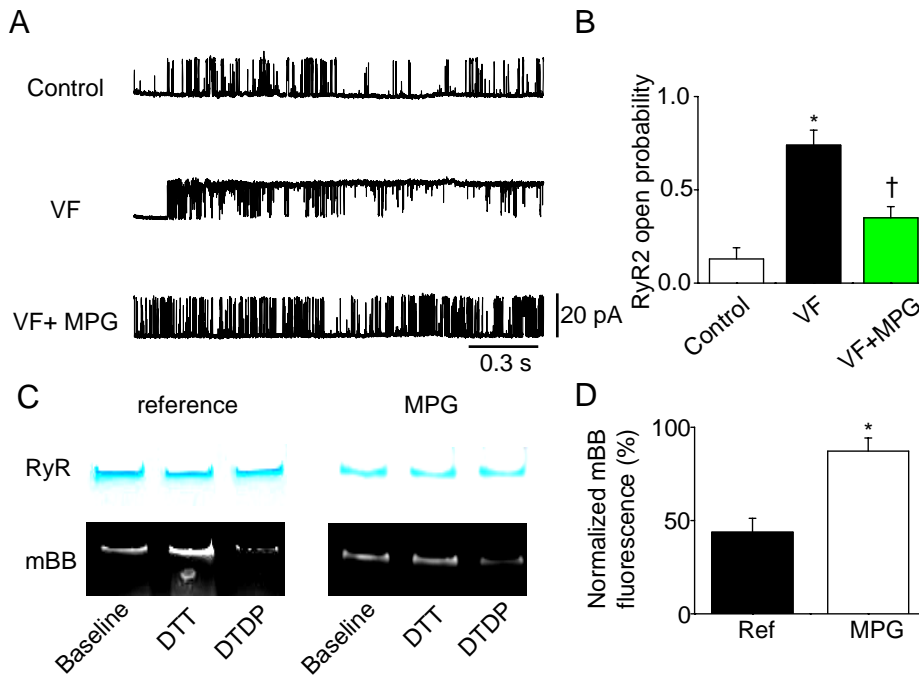 A
Control
VF
VF+ MPG
20 pA
0.3 s
B
RyR2 open probability
1.0
0.5
0.0
*
†
Control
VF
VF+MPG
C
reference
MPG
RyR
mBB
Baseline
DTT
DTDP
Baseline
DTT
DTDP
D
Normalized mBB
fluorescence (%)
100
50
0
*
Ref
MPG